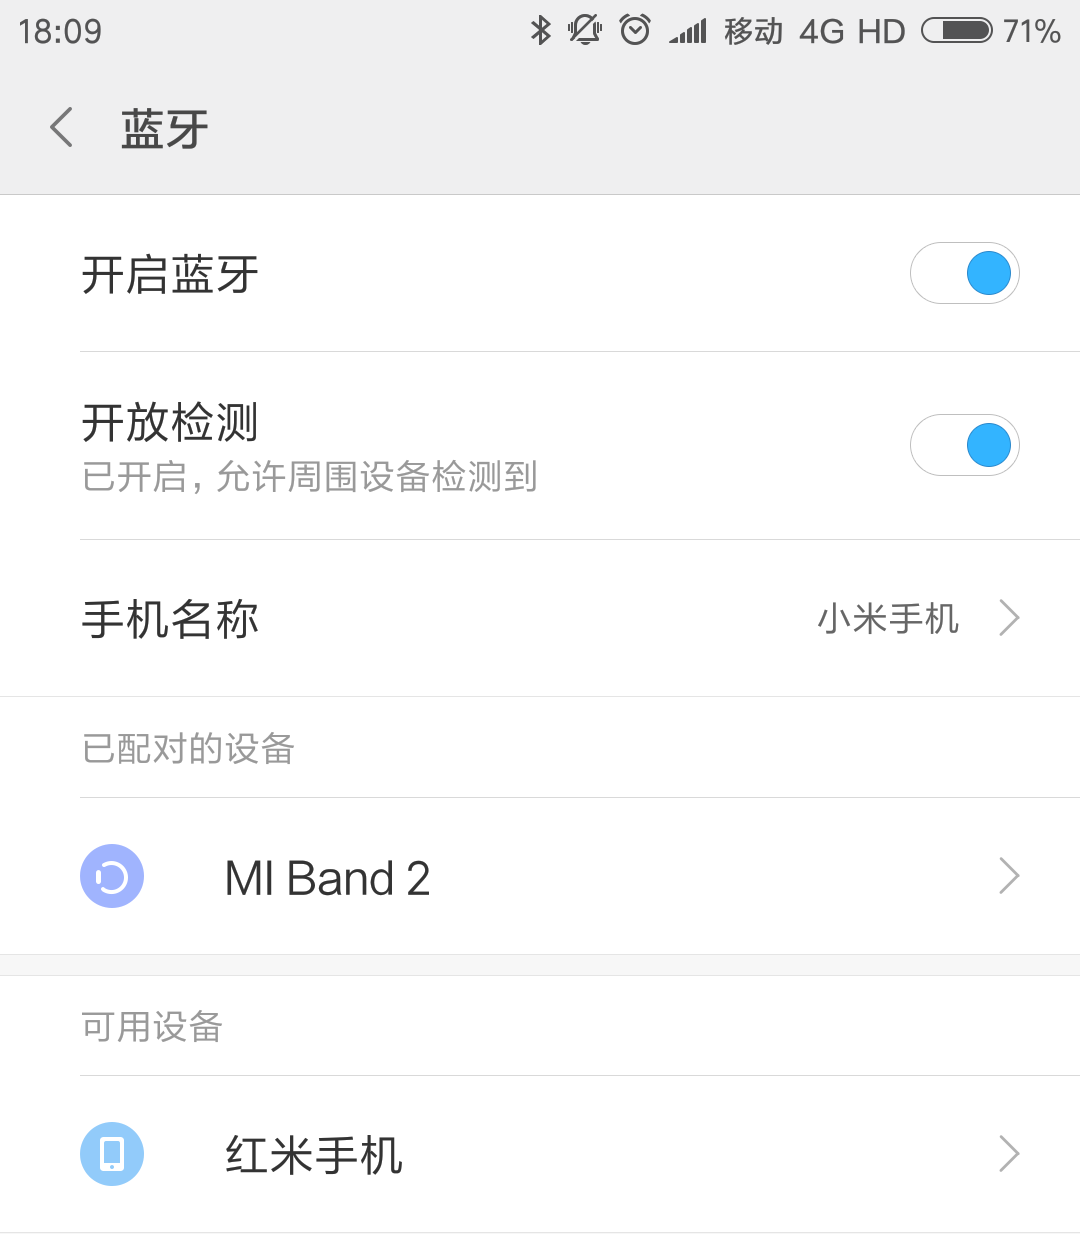 18:09 移动 4G HD 71%
蓝牙
开启蓝牙
开放检测
已开启，允许周围设备检测到
手机名称 小米手机
已配对的设备
MI Band 2
可用设备
红米手机